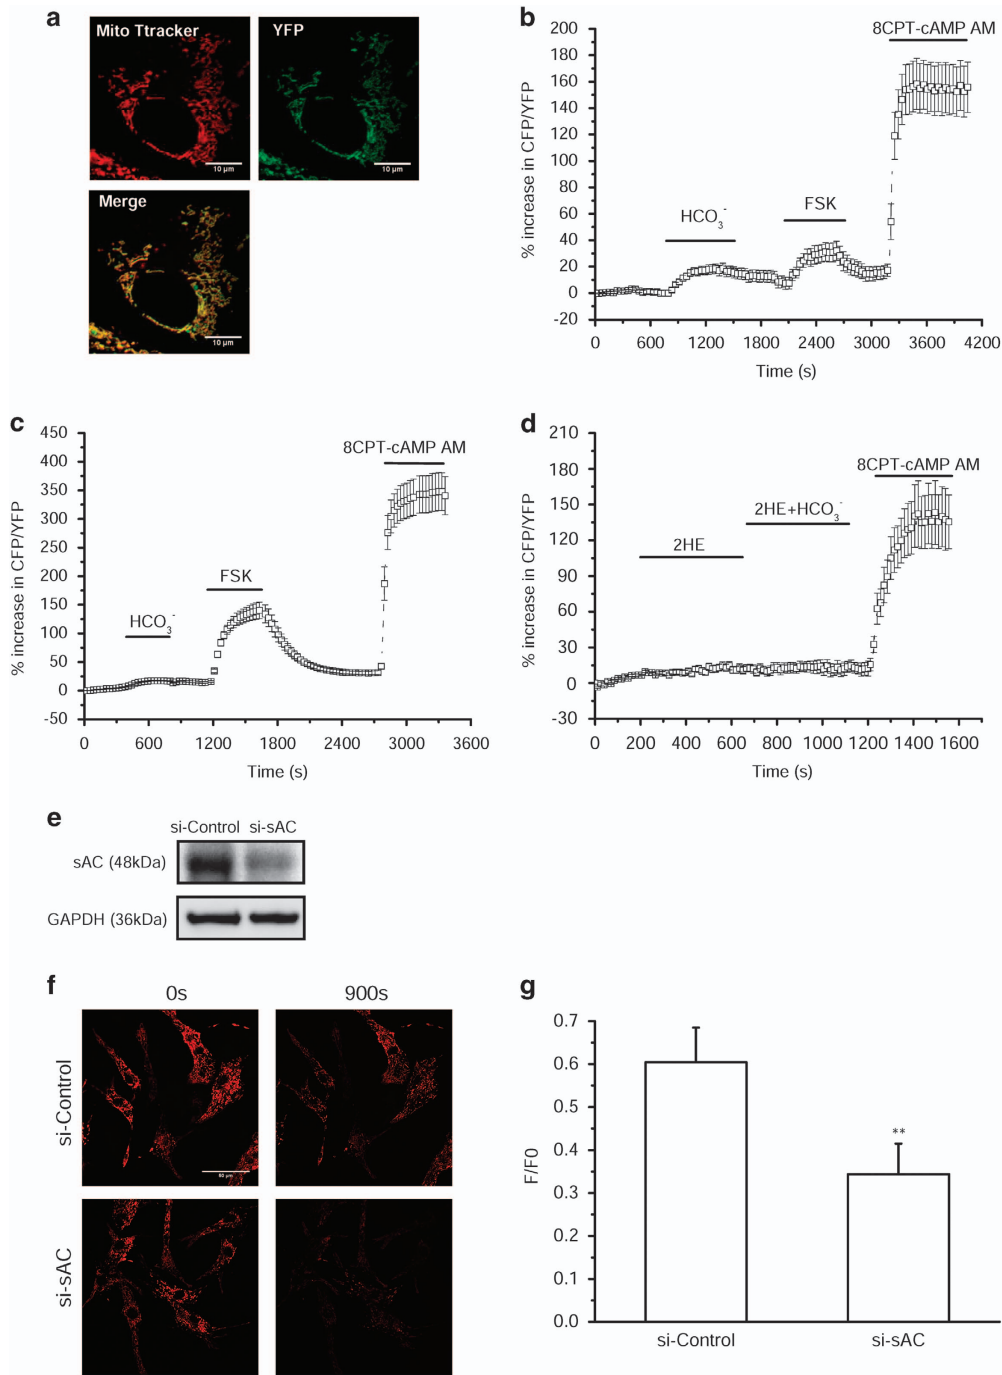 a
Mito Ttracker
YFP
10 µm
10 µm
Merge
10 µm
b
% increase in CFP/YFP
200
180
160
140
120
100
80
60
40
20
0
-20
HCO3-
FSK
8CPT-cAMP AM
0 600 1200 1800 2400 3000 3600 4200
Time (s)
c
% increase in CFP/YFP
450
400
350
300
250
200
150
100
50
0
-50
HCO3-
FSK
8CPT-cAMP AM
0 600 1200 1800 2400 3000 3600
Time (s)
d
% increase in CFP/YFP
210
180
150
120
90
60
30
0
-30
2HE
2HE+HCO3-
8CPT-cAMP AM
0 200 400 600 800 1000 1200 1400 1600
Time (s)
e
si-Control si-sAC
sAC (48kDa)
GAPDH (36kDa)
f
0s 900s
si-Control
si-sAC
g
F/F0
0.7
0.6
0.5
0.4
0.3
0.2
0.1
0.0
**
si-Control si-sAC